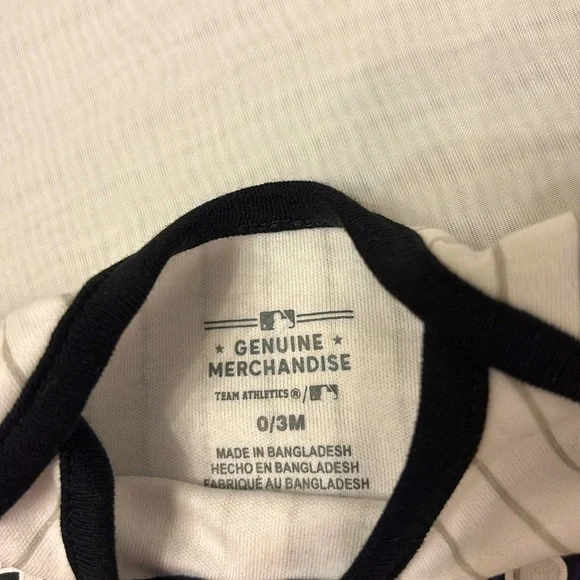 ★ GENUINE ★
MERCHANDISE
TEAM ATHLETICS®/
0/3M
MADE IN BANGLADESH
HECHO EN BANGLADESH
FABRIQUÉ AU BANGLADESH